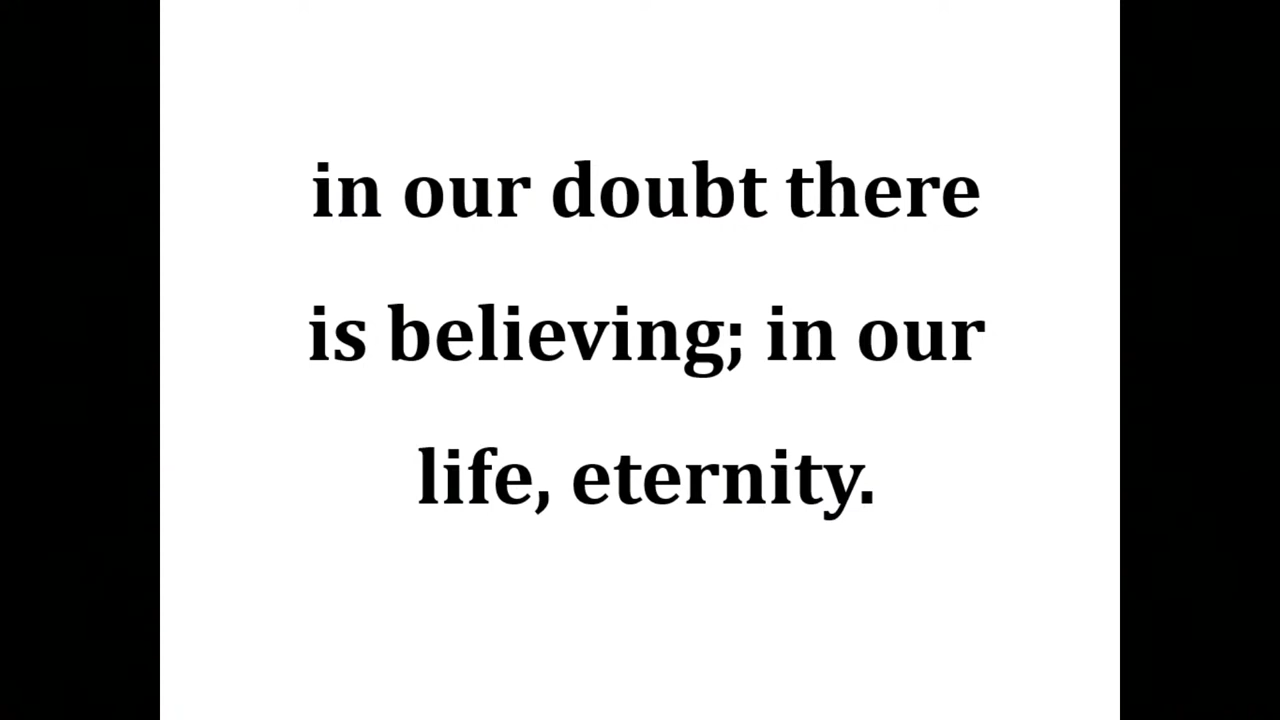 in our doubt there
is believing; in our
life, eternity.